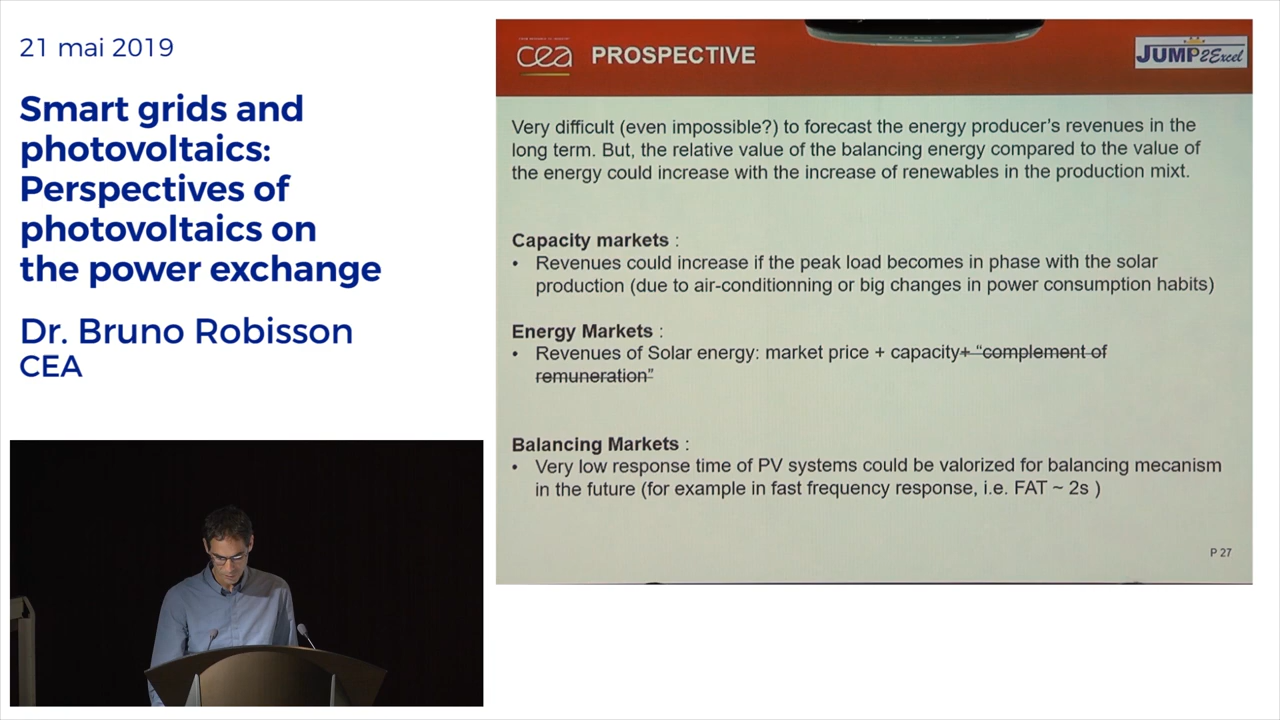 21 mai 2019
Smart grids and
photovoltaics:
Perspectives of
photovoltaics on
the power exchange
Dr. Bruno Robisson
CEA
cea
PROSPECTIVE
JUMP2Excel
Very difficult (even impossible?) to forecast the energy producer's revenues in the
long term. But, the relative value of the balancing energy compared to the value of
the energy could increase with the increase of renewables in the production mixt.
Capacity markets :
• Revenues could increase if the peak load becomes in phase with the solar
production (due to air-conditionning or big changes in power consumption habits)
Energy Markets :
• Revenues of Solar energy: market price + capacity+ "complement of
remuneration"
Balancing Markets :
• Very low response time of PV systems could be valorized for balancing mecanism
in the future (for example in fast frequency response, i.e. FAT ~ 2s )
P 27